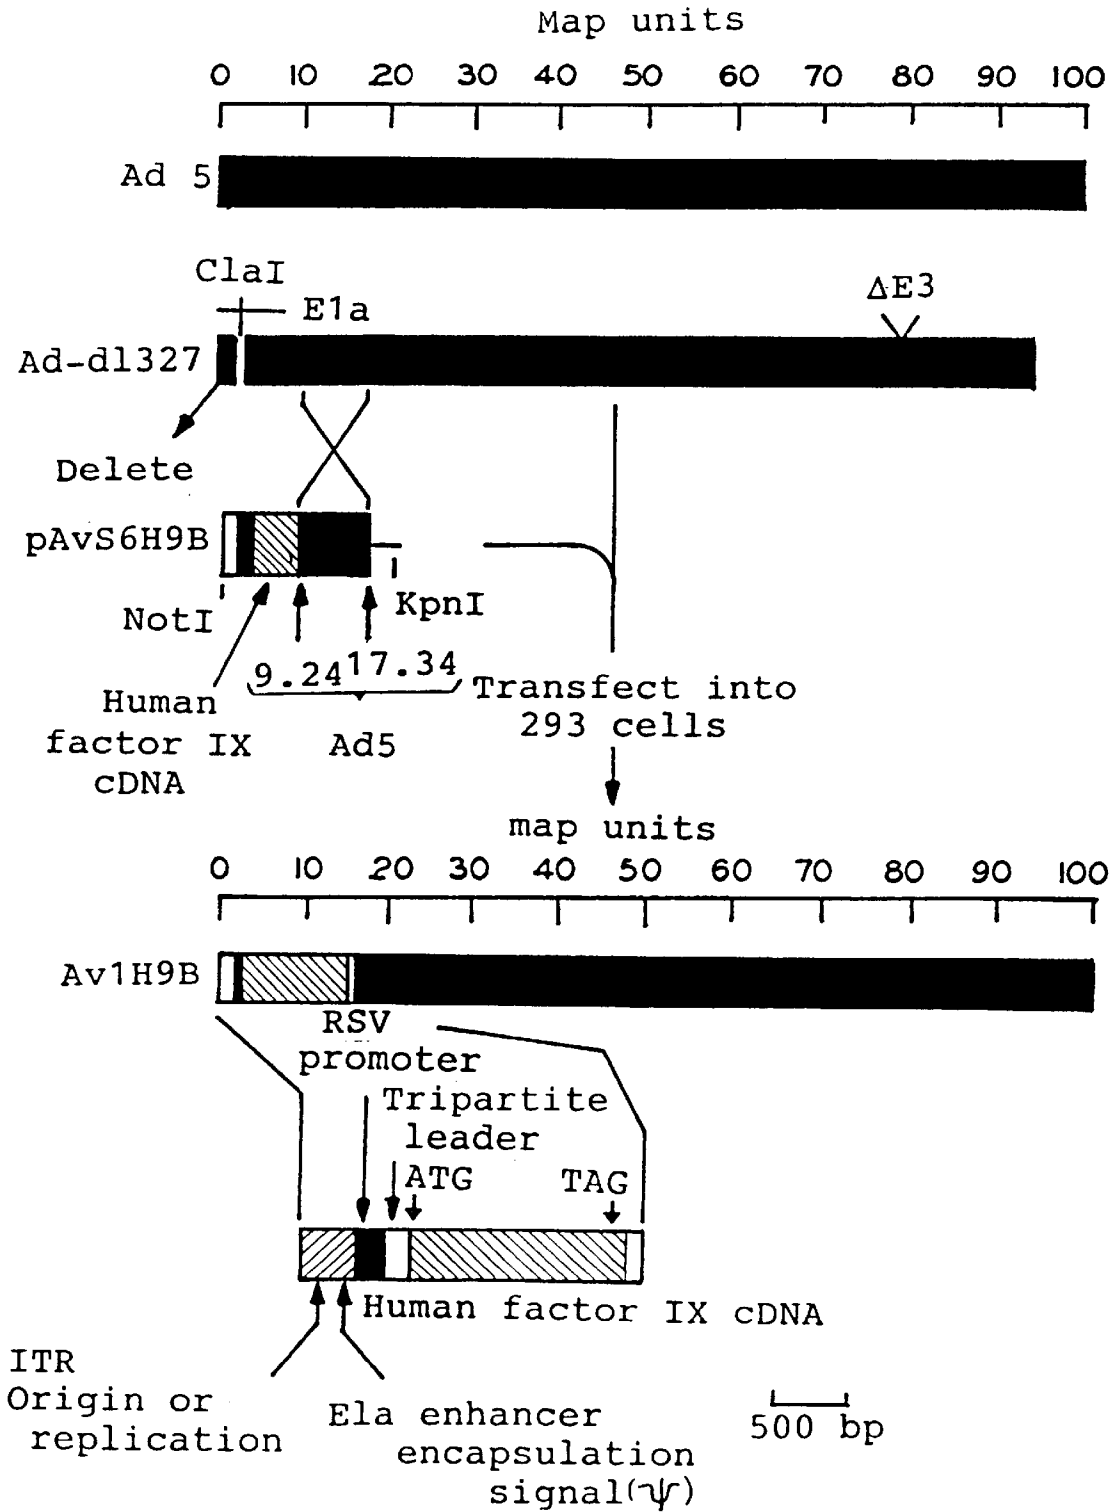 Map units
0 10 20 30 40 50 60 70 80 90 100
Ad 5
ClaI
E1a
ΔE3
Ad-dl327
Delete
pAvS6H9B
NotI
KpnI
9.24
17.34
Human
factor IX
cDNA
Ad5
Transfect into
293 cells
map units
0 10 20 30 40 50 60 70 80 90 100
Av1H9B
RSV
promoter
Tripartite
leader
ATG
TAG
Human factor IX cDNA
ITR
Origin or
replication
Ela enhancer
encapsulation
signal(ψ)
500 bp